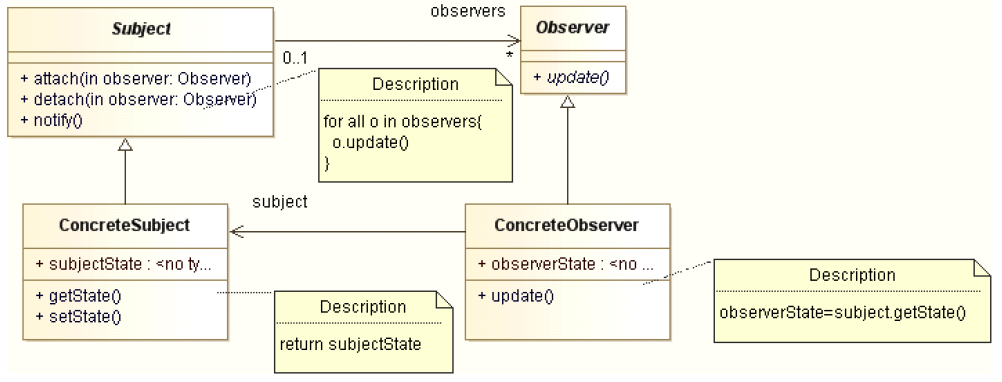 Subject
+ attach(in observer: Observer)
+ detach(in observer: Observer)
+ notify()
observers
0..1
*
Observer
+ update()
Description
for all o in observers{
o.update()
}
subject
ConcreteSubject
+ subjectState : <no ty...
+ getState()
+ setState()
Description
return subjectState
ConcreteObserver
+ observerState : <no ...
+ update()
Description
observerState=subject.getState()